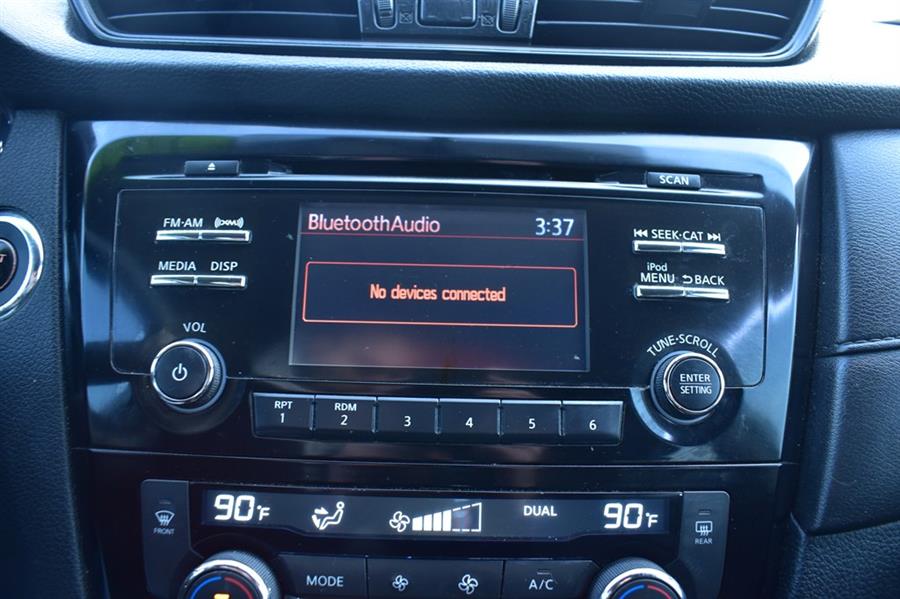 SCAN
FM·AM (((XM)))
BluetoothAudio 3:37
SEEK·CAT
MEDIA DISP
iPod
MENU BACK
No devices connected
VOL
TUNE·SCROLL
ENTER
SETTING
RPT
1
RDM
2
3
4
5
6
90°F
DUAL
90°F
FRONT
REAR
MODE
A/C